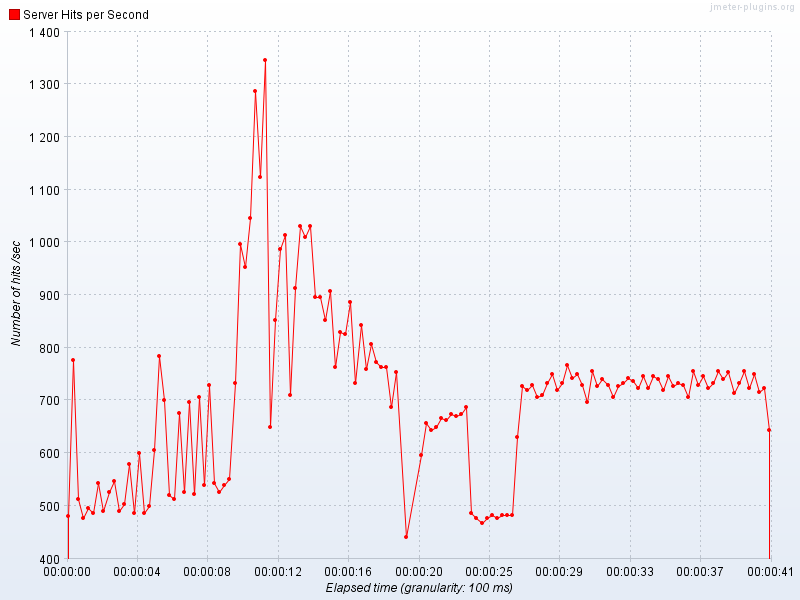 jmeter-plugins.org
Server Hits per Second
1 400
1 300
1 200
1 100
1 000
900
800
700
600
500
400
Number of hits /sec
00:00:00 00:00:04 00:00:08 00:00:12 00:00:16 00:00:20 00:00:25 00:00:29 00:00:33 00:00:37 00:00:41
Elapsed time (granularity: 100 ms)